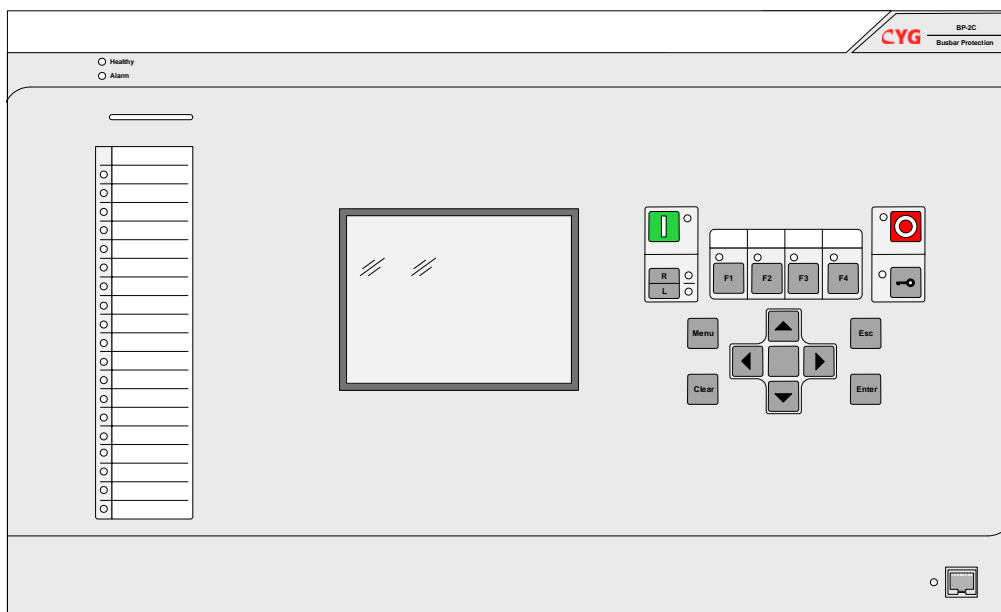 CYG
BP-2C
Busbar Protection
Healthy
Alarm
R
L
F1
F2
F3
F4
Menu
Esc
Clear
Enter